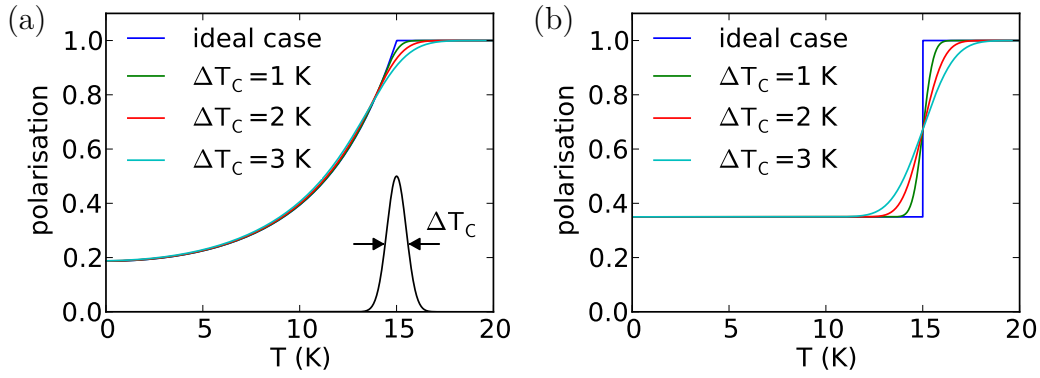 (a)
1.0
0.8
0.6
0.4
0.2
0.0
polarisation
ideal case
ΔT_C=1 K
ΔT_C=2 K
ΔT_C=3 K
ΔT_C
0 5 10 15 20
T (K)
(b)
1.0
0.8
0.6
0.4
0.2
0.0
polarisation
ideal case
ΔT_C=1 K
ΔT_C=2 K
ΔT_C=3 K
0 5 10 15 20
T (K)